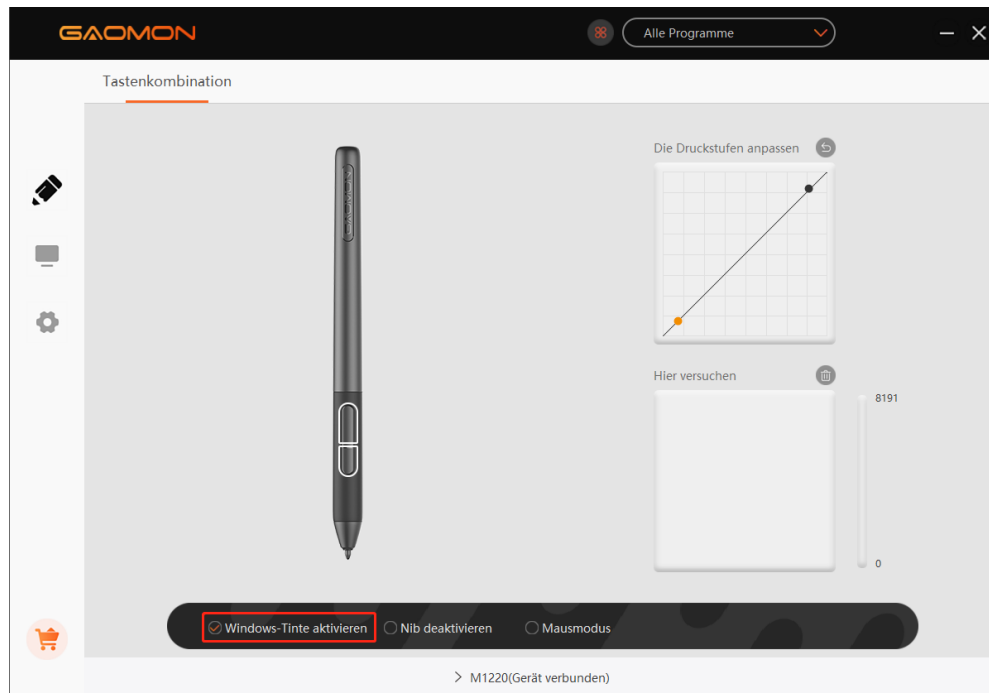 GAOMON
Alle Programme
Tastenkombination
Die Druckstufen anpassen
GAOMON
Hier versuchen
8191
0
Windows-Tinte aktivieren
Nib deaktivieren
Mausmodus
M1220(Gerät verbunden)